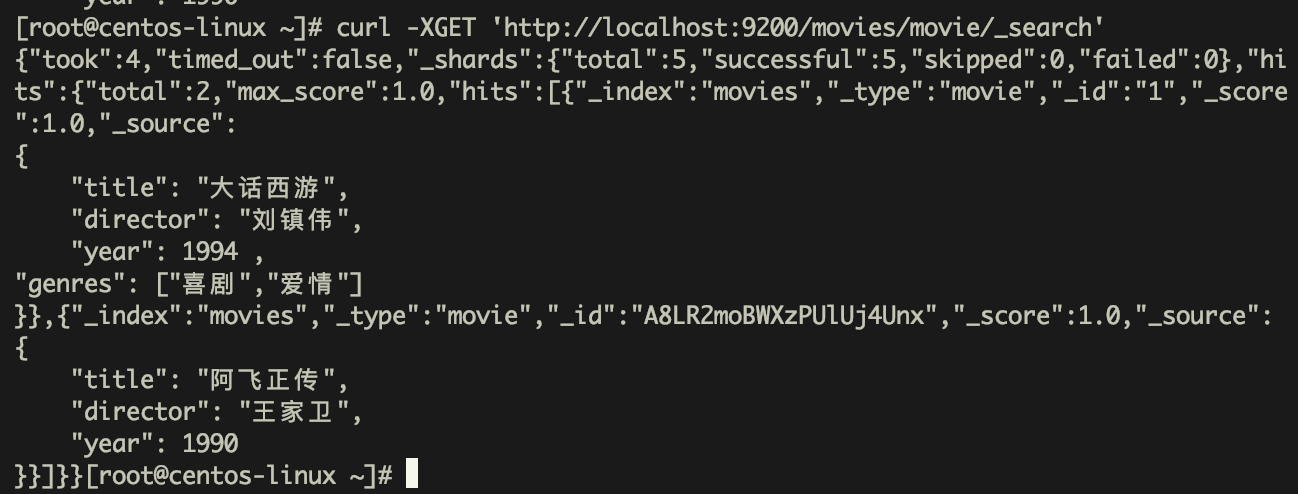 [root@centos-linux ~]# curl -XGET 'http://localhost:9200/movies/movie/_search'
{"took":4,"timed_out":false,"_shards":{"total":5,"successful":5,"skipped":0,"failed":0},"hi
ts":{"total":2,"max_score":1.0,"hits":[{"_index":"movies","_type":"movie","_id":"1","_score
":1.0,"_source":
{
    "title": "大话西游",
    "director": "刘镇伟",
    "year": 1994 ,
"genres": ["喜剧","爱情"]
}},{"_index":"movies","_type":"movie","_id":"A8LR2moBWXzPUlUj4Unx","_score":1.0,"_source":
{
    "title": "阿飞正传",
    "director": "王家卫",
    "year": 1990
}}]}}[root@centos-linux ~]#